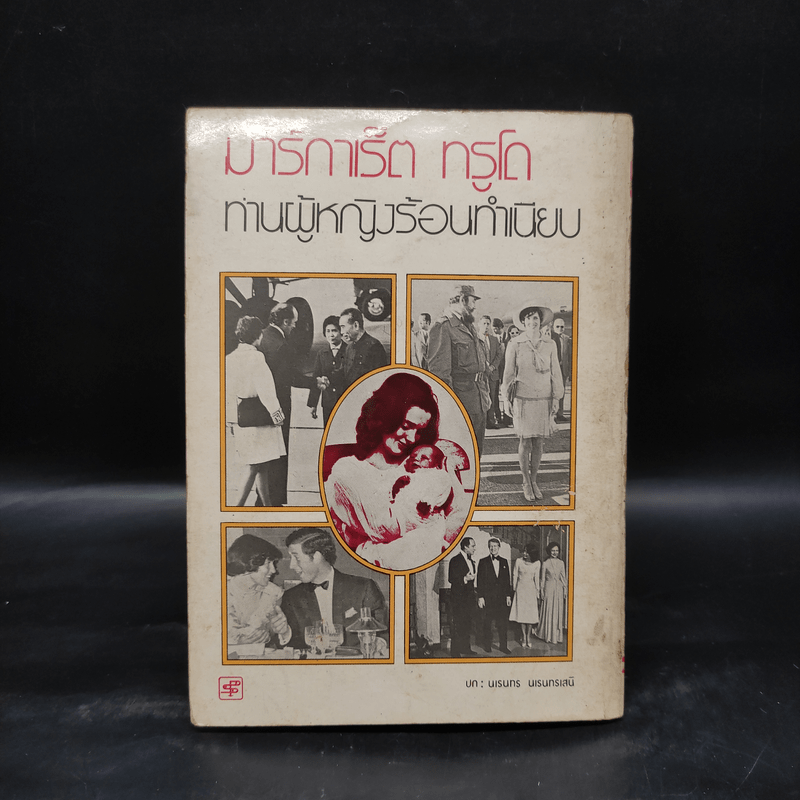 มาร์กาเร็ต ทรูโด
ท่านผู้หญิงร้อนทำเนียบ
บก : นเรนทร นเรนทรเสนี